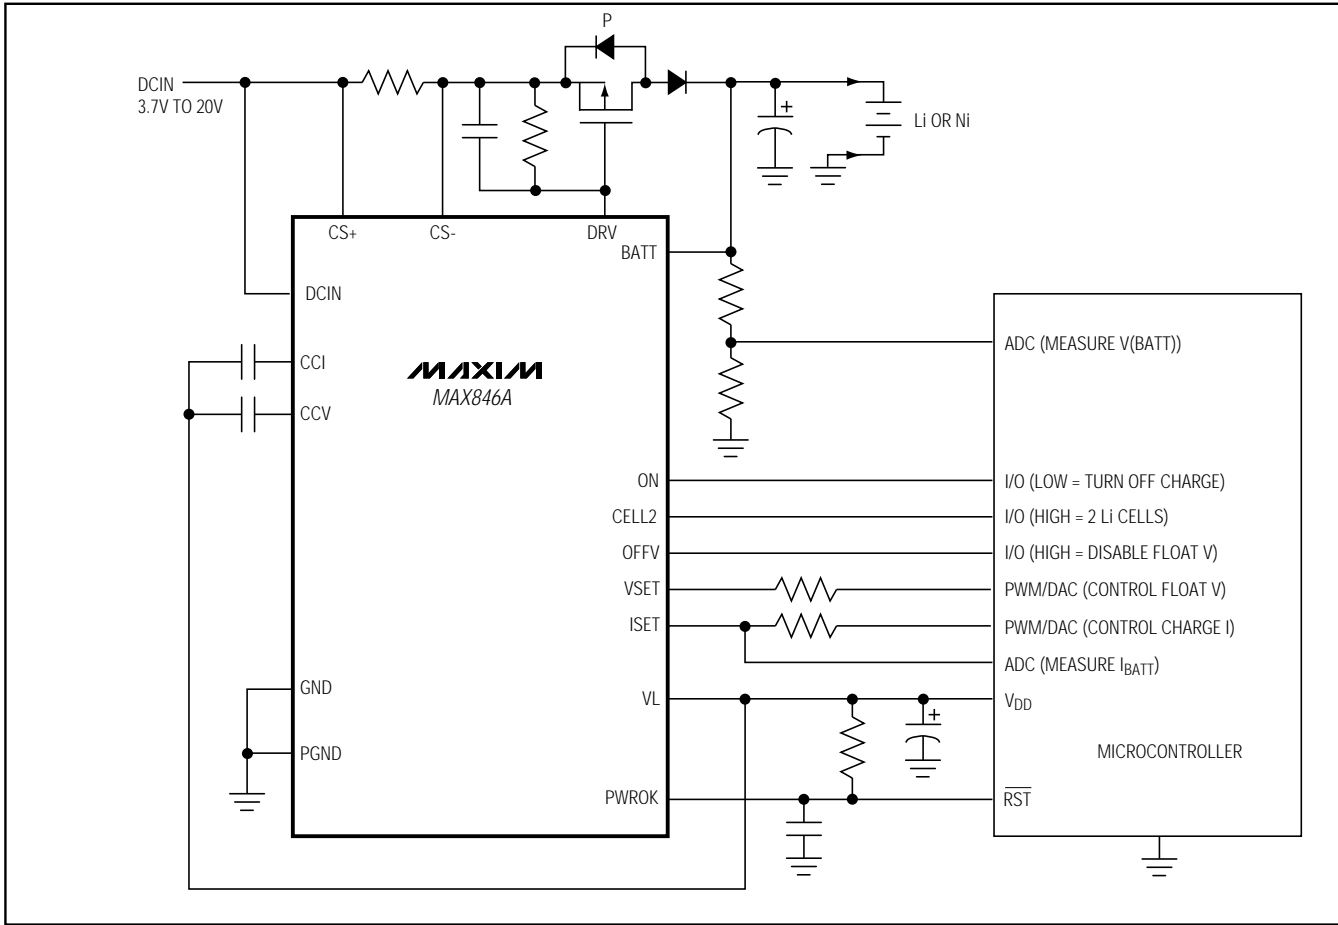 P
DCIN
3.7V TO 20V
+
Li OR Ni
CS+
CS-
DRV
BATT
DCIN
ADC (MEASURE V(BATT))
CCI
MAXIM
MAX846A
CCV
ON
I/O (LOW = TURN OFF CHARGE)
CELL2
I/O (HIGH = 2 Li CELLS)
OFFV
I/O (HIGH = DISABLE FLOAT V)
VSET
PWM/DAC (CONTROL FLOAT V)
ISET
PWM/DAC (CONTROL CHARGE I)
ADC (MEASURE IBATT)
GND
VL
VDD
+
PGND
MICROCONTROLLER
PWROK
RST